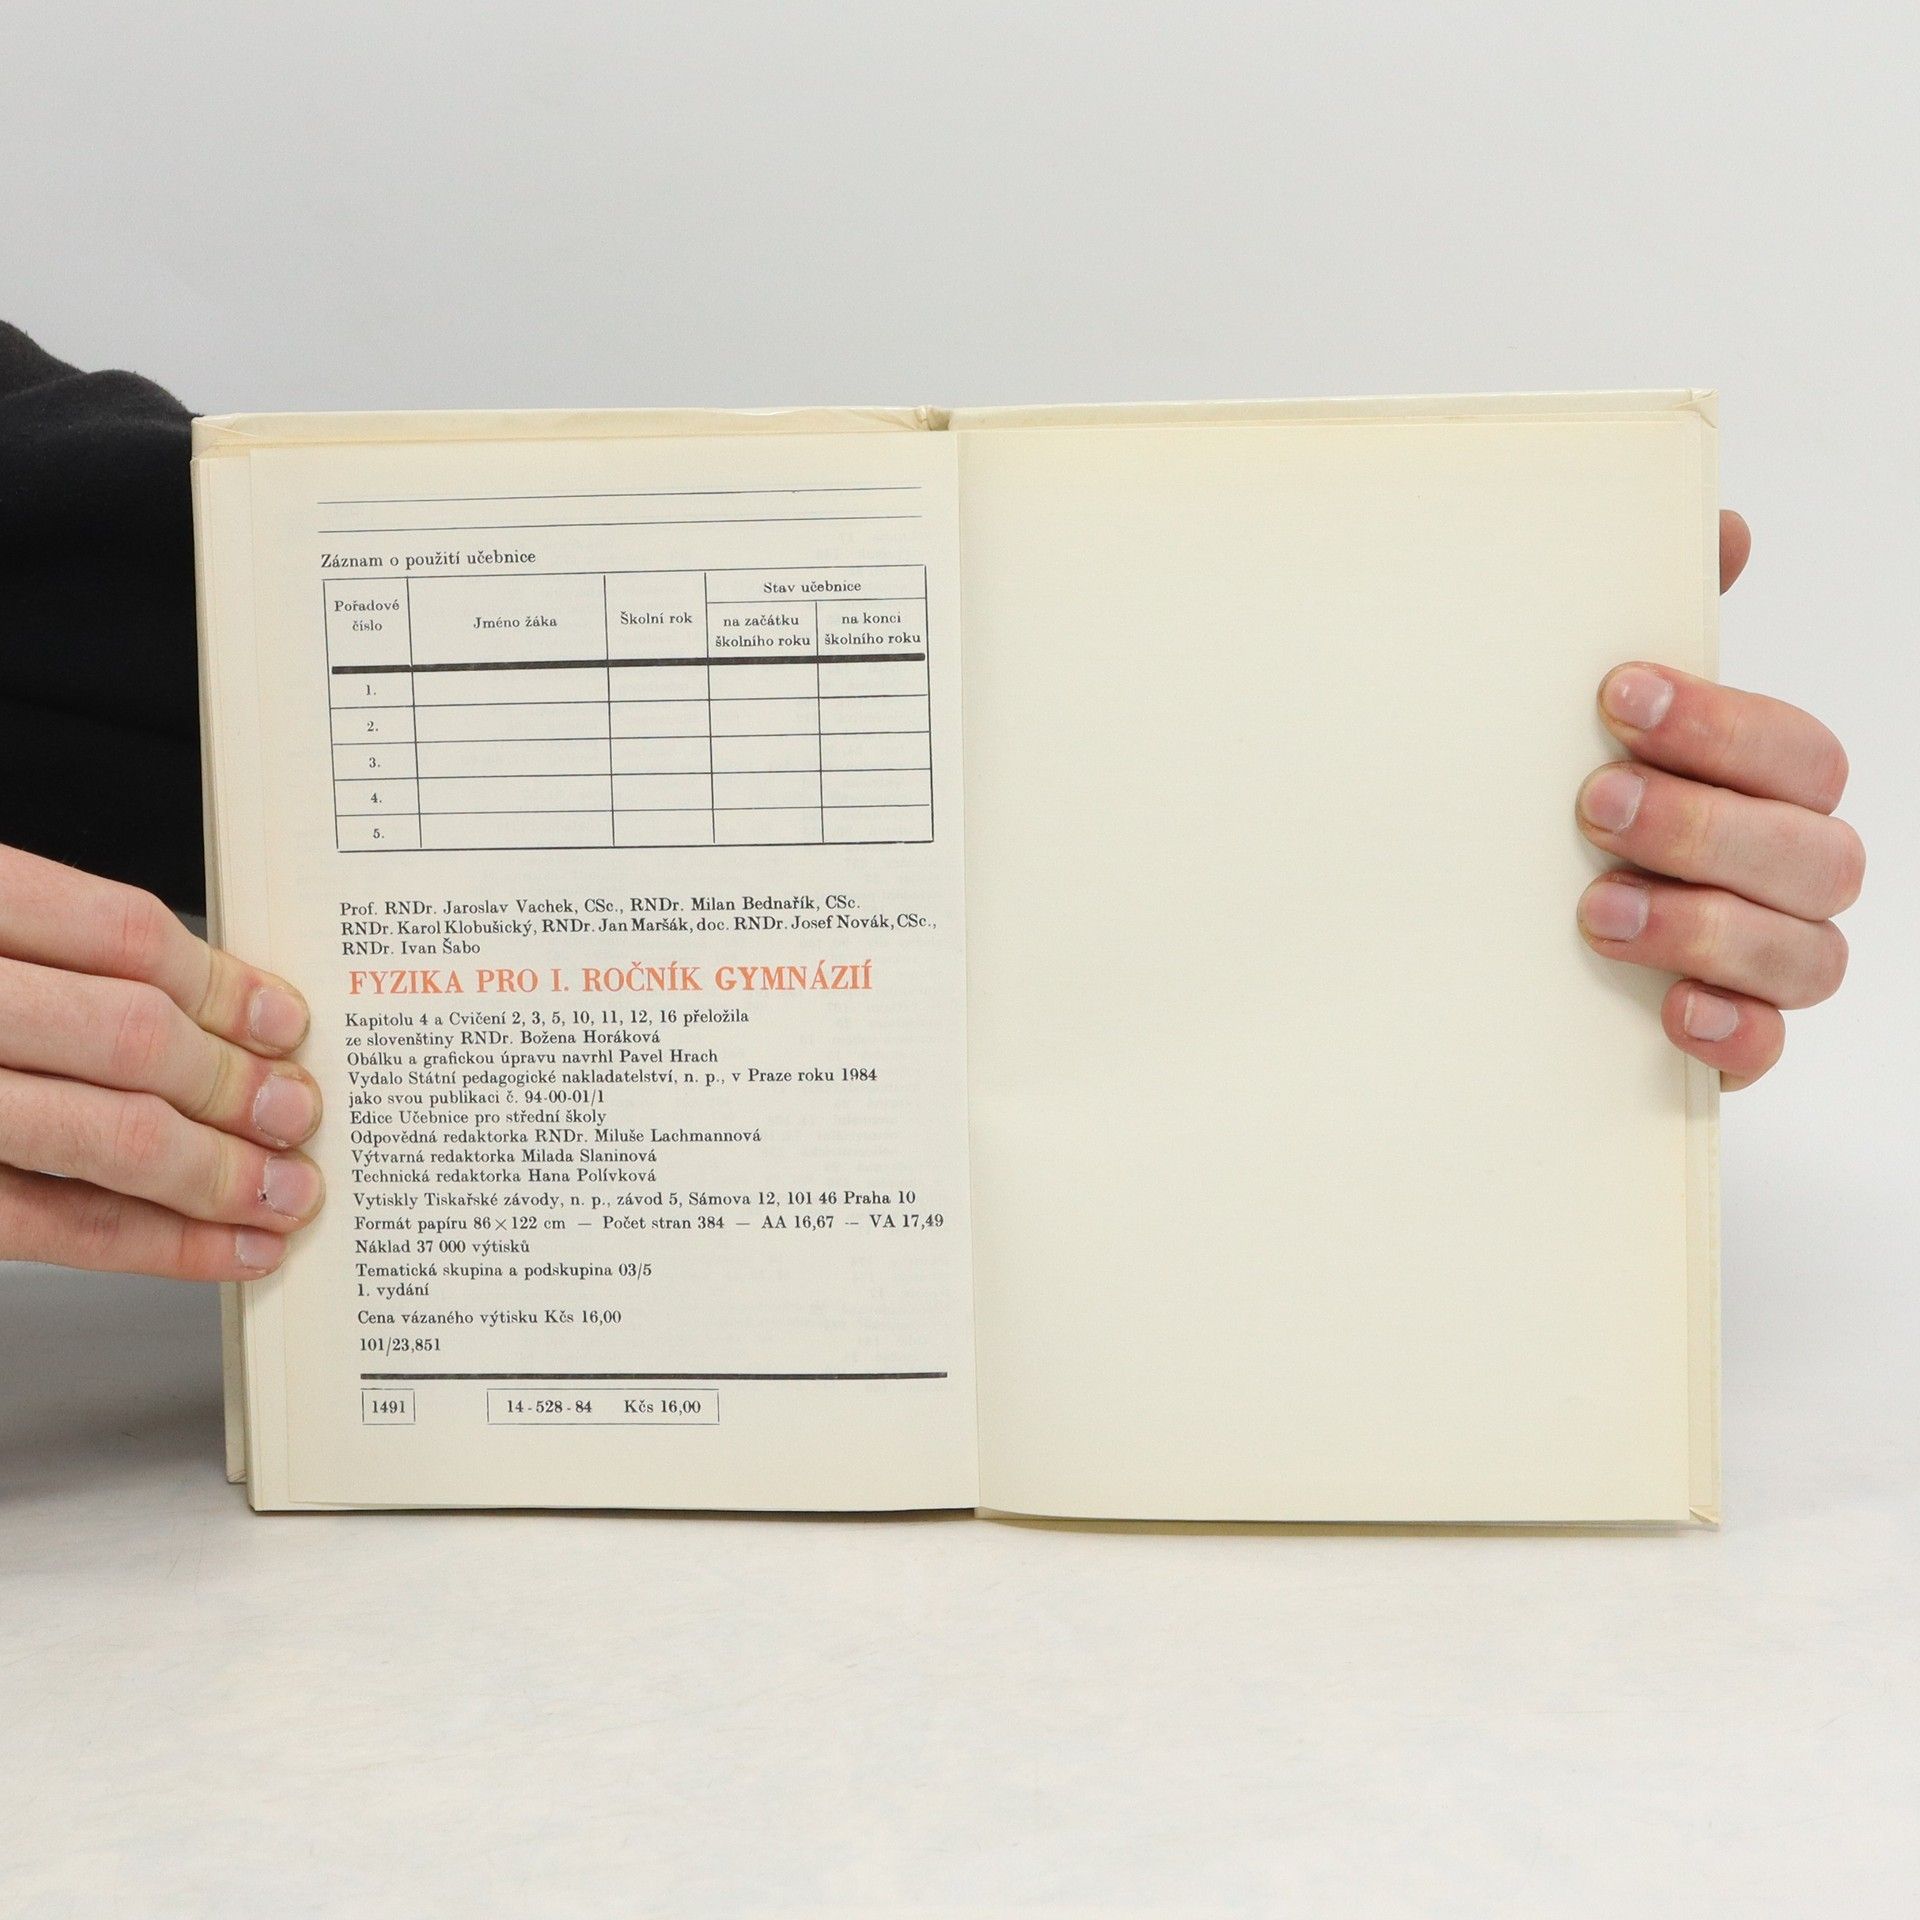 Záznam o použití učebnice
Pořadové číslo
Jméno žáka
Školní rok
Stav učebnice
na začátku školního roku
na konci školního roku
1.
2.
3.
4.
5.
Prof. RNDr. Jaroslav Vachek, CSc., RNDr. Milan Bednařík, CSc.
RNDr. Karol Klobušický, RNDr. Jan Maršák, doc. RNDr. Josef Novák, CSc.,
RNDr. Ivan Šabo
FYZIKA PRO I. ROČNÍK GYMNÁZIÍ
Kapitolu 4 a Cvičení 2, 3, 5, 10, 11, 12, 16 přeložila
ze slovenštiny RNDr. Božena Horáková
Obálku a grafickou úpravu navrhl Pavel Hrach
Vydalo Státní pedagogické nakladatelství, n. p., v Praze roku 1984
jako svou publikaci č. 94-00-01/1
Edice Učebnice pro střední školy
Odpovědná redaktorka RNDr. Miluše Lachmannová
Výtvarná redaktorka Milada Slaninová
Technická redaktorka Hana Polívková
Vytiskly Tiskařské závody, n. p., závod 5, Sámova 12, 101 46 Praha 10
Formát papíru 86 × 122 cm — Počet stran 384 — AA 16,67 — VA 17,49
Náklad 37 000 výtisků
Tematická skupina a podskupina 03/5
1. vydání
Cena vázaného výtisku Kčs 16,00
101/23,851
1491
14-528-84 Kčs 16,00